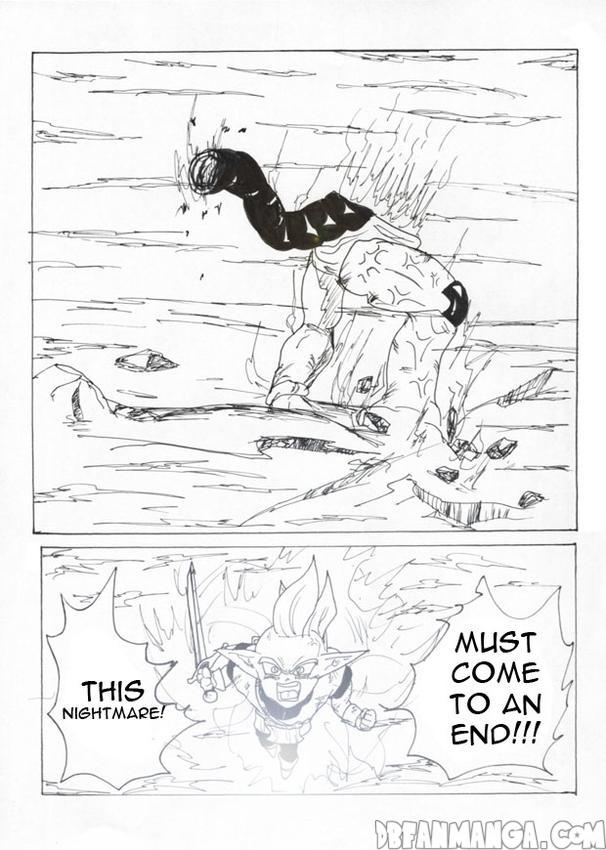 THIS
NIGHTMARE!
MUST
COME
TO AN
END!!!
DBFANMANGA.COM